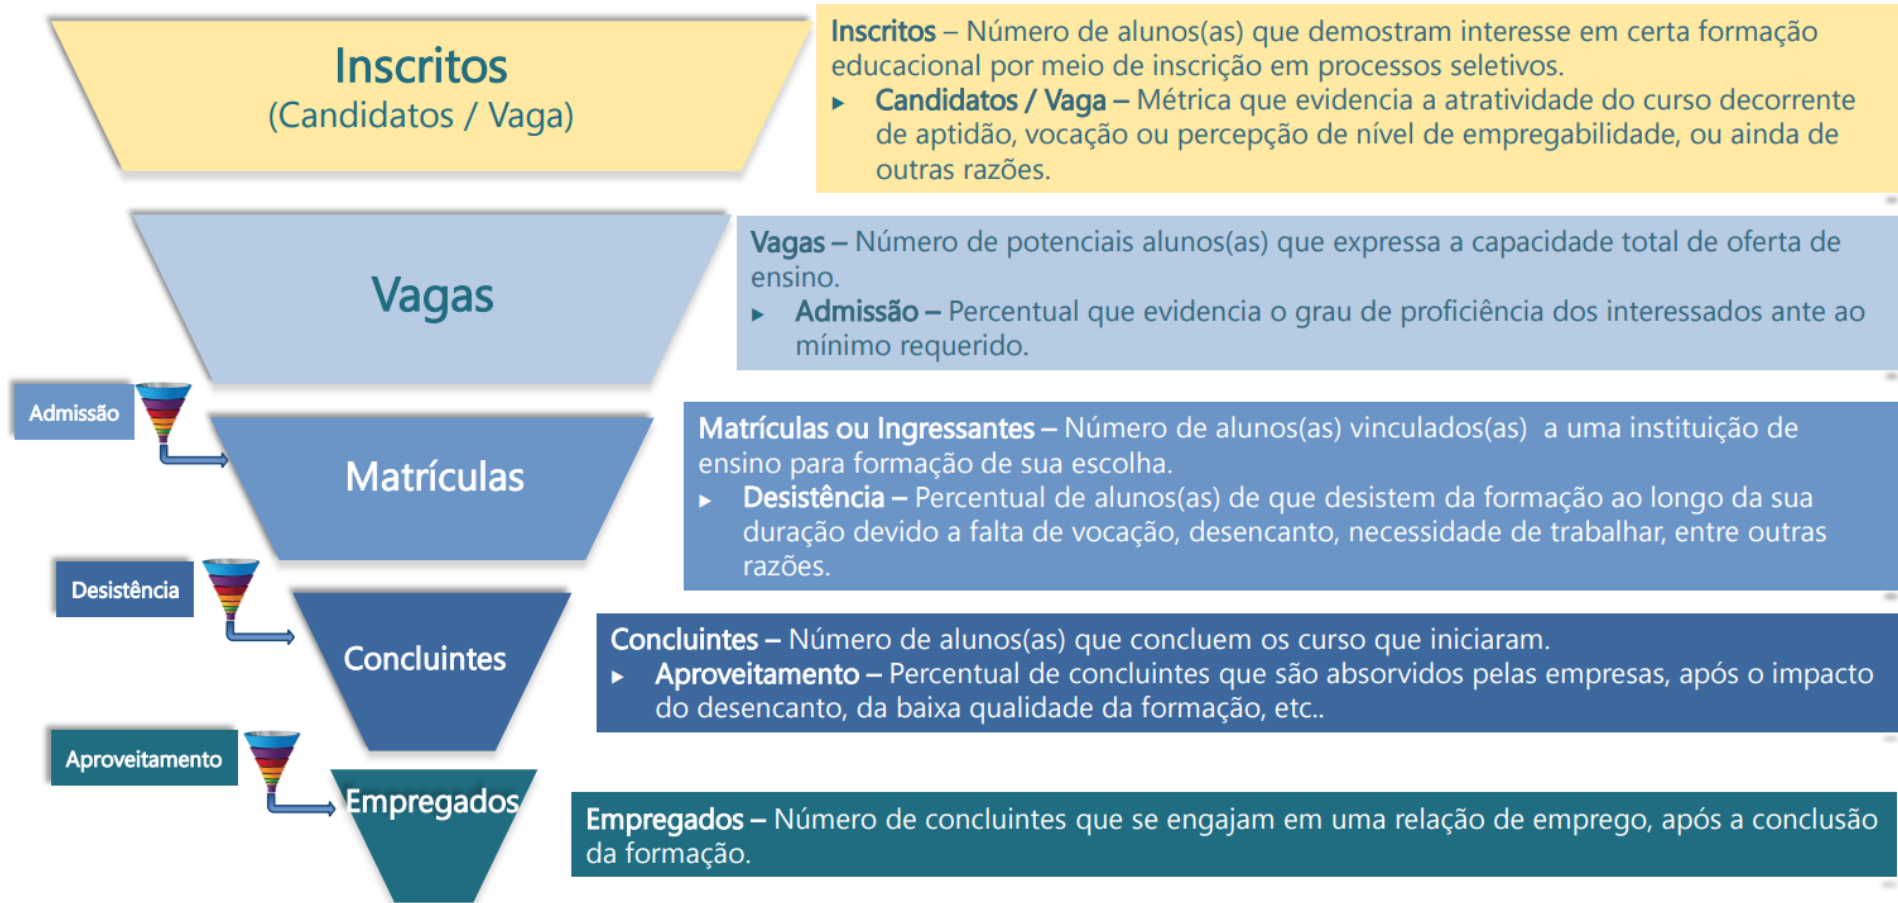 Inscritos
(Candidatos / Vaga)
Inscritos – Número de alunos(as) que demostram interesse em certa formação
educacional por meio de inscrição em processos seletivos.
▸ Candidatos / Vaga – Métrica que evidencia a atratividade do curso decorrente
de aptidão, vocação ou percepção de nível de empregabilidade, ou ainda de
outras razões.
Vagas
Vagas – Número de potenciais alunos(as) que expressa a capacidade total de oferta de
ensino.
▸ Admissão – Percentual que evidencia o grau de proficiência dos interessados ante ao
mínimo requerido.
Admissão
Matrículas
Matrículas ou Ingressantes – Número de alunos(as) vinculados(as) a uma instituição de
ensino para formação de sua escolha.
▸ Desistência – Percentual de alunos(as) de que desistem da formação ao longo da sua
duração devido a falta de vocação, desencanto, necessidade de trabalhar, entre outras
razões.
Desistência
Concluintes
Concluintes – Número de alunos(as) que concluem os curso que iniciaram.
▸ Aproveitamento – Percentual de concluintes que são absorvidos pelas empresas, após o impacto
do desencanto, da baixa qualidade da formação, etc..
Aproveitamento
Empregados
Empregados – Número de concluintes que se engajam em uma relação de emprego, após a conclusão
da formação.